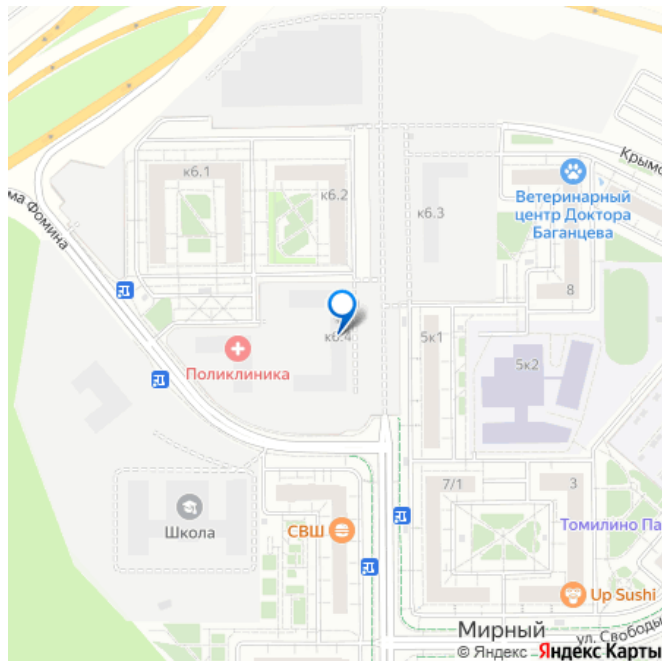 к6.1
к6.2
к6.3
Крымс
ма Фомина
Ветеринарный
центр Доктора
Баганцева
8
к6.4
5к1
5к2
Поликлиника
7/1
3
Школа
СВШ
Томилино Па
Up Sushi
Мирный
ул. Свободы
© Яндекс Яндекс Карты